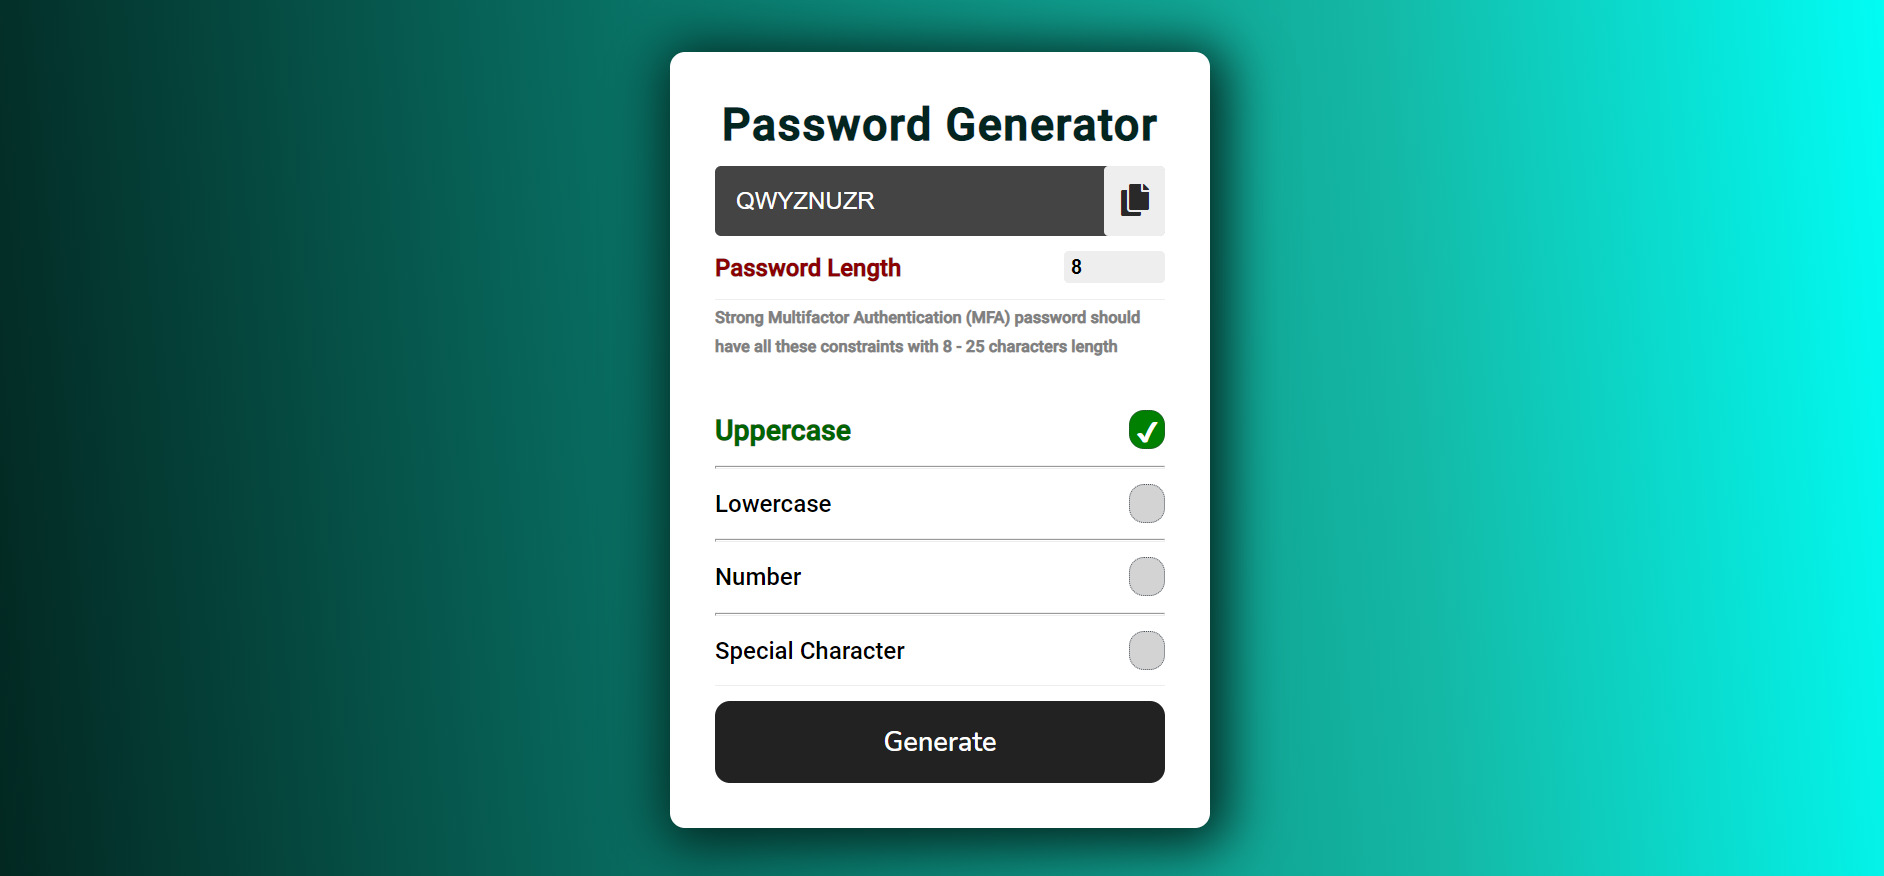 Password Generator
QWYZNUZR
Password Length 8
Strong Multifactor Authentication (MFA) password should
have all these constraints with 8 - 25 characters length
Uppercase
Lowercase
Number
Special Character
Generate